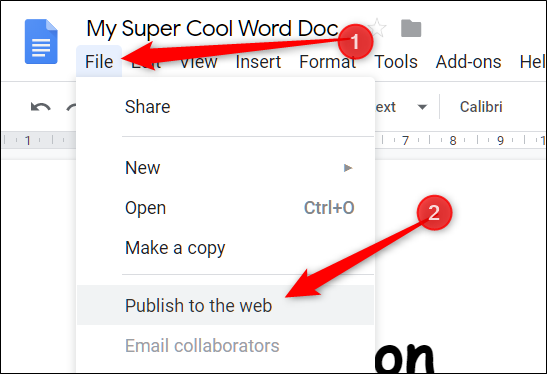 My Super Cool Word Doc
1
File Edit View Insert Format Tools Add-ons Hel
Share
ext Calibri
1 7 8 9
New
Open Ctrl+O
Make a copy
2
Publish to the web
Email collaborators
on